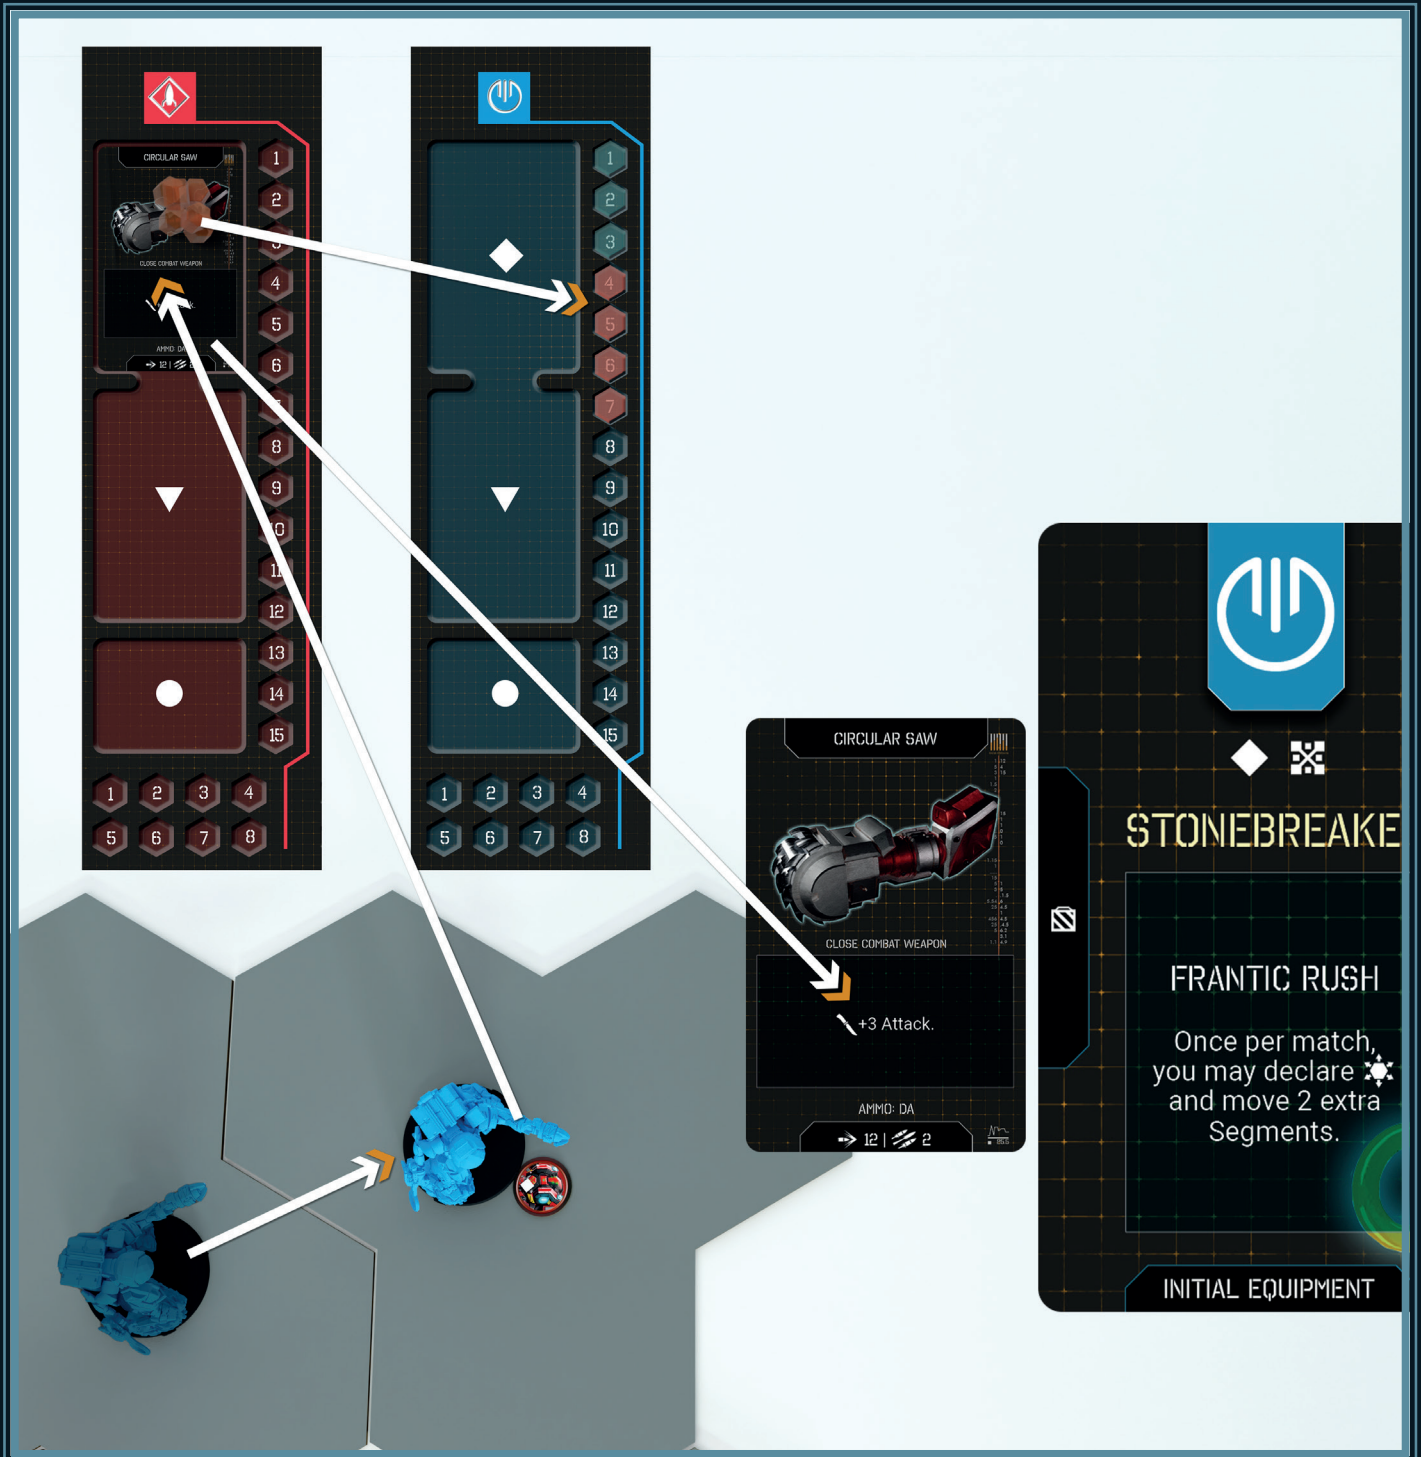 CIRCULAR SAW
CLOSE COMBAT WEAPON
AMMO: DA
12 |
1
2
3
4
5
6
8
9
10
11
12
13
14
15
1 2 3 4
5 6 7 8
1
2
3
4
5
6
7
8
9
10
11
12
13
14
15
1 2 3 4
5 6 7 8
CIRCULAR SAW
CLOSE COMBAT WEAPON
+3 Attack.
AMMO: DA
12 | 2
STONEBREAKE
FRANTIC RUSH
Once per match,
you may declare
and move 2 extra
Segments.
INITIAL EQUIPMENT